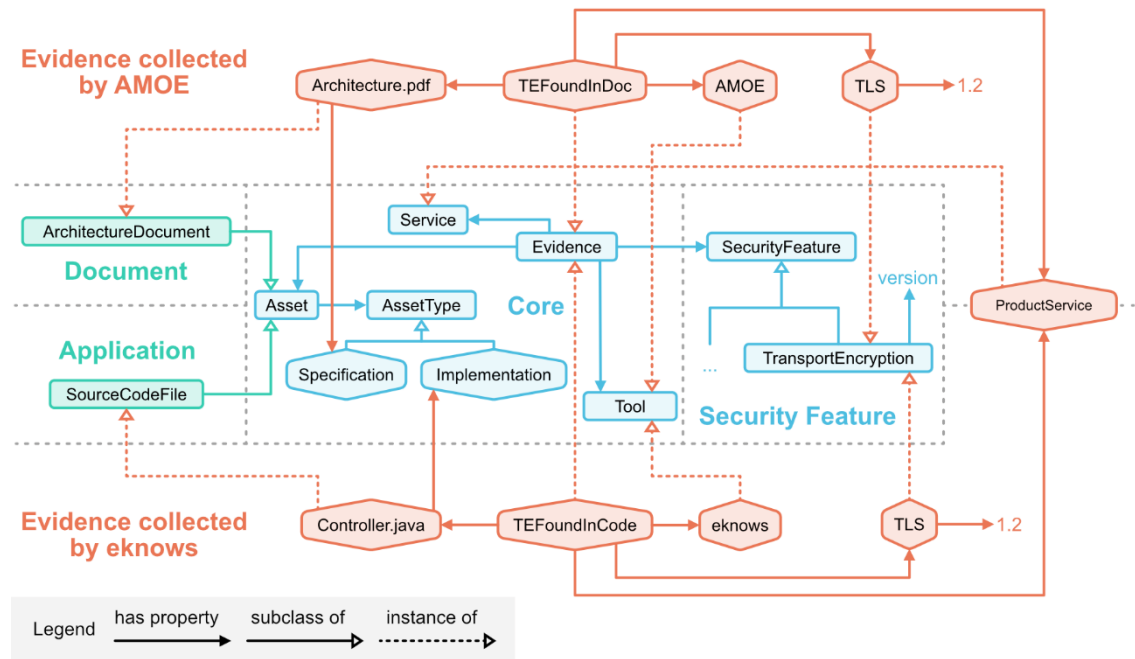 Evidence collected
by AMOE
Architecture.pdf
TEFoundInDoc
AMOE
TLS
1.2
Service
ArchitectureDocument
Evidence
SecurityFeature
Document
version
Asset
AssetType
Core
ProductService
Application
...
TransportEncryption
Specification
Implementation
SourceCodeFile
Tool
Security Feature
Evidence collected
by eknows
Controller.java
TEFoundInCode
eknows
TLS
1.2
Legend
has property
subclass of
instance of